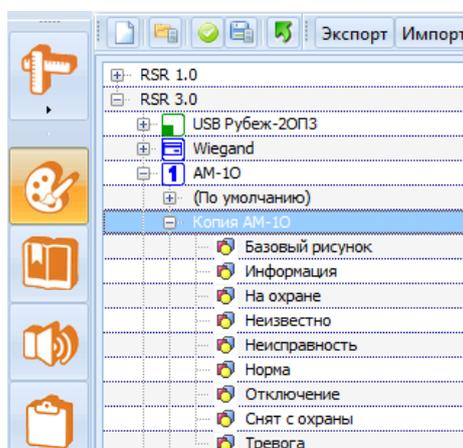 Экспорт Импорт
RSR 1.0
RSR 3.0
USB Рубеж-2ОП3
Wiegand
1 АМ-1О
(По умолчанию)
Копия АМ-1О
Базовый рисунок
Информация
На охране
Неизвестно
Неисправность
Норма
Отключение
Снят с охраны
Тревога